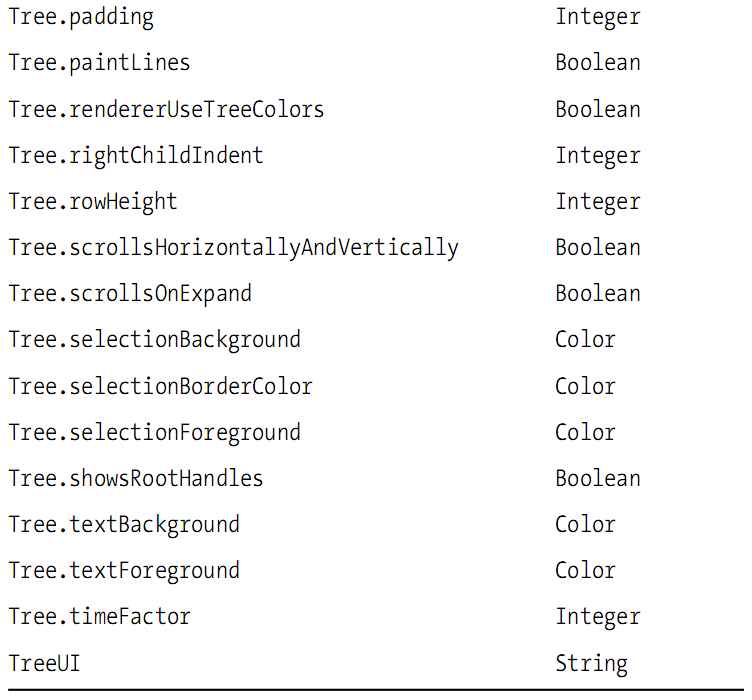 Tree.padding Integer
Tree.paintLines Boolean
Tree.rendererUseTreeColors Boolean
Tree.rightChildIndent Integer
Tree.rowHeight Integer
Tree.scrollsHorizontallyAndVertically Boolean
Tree.scrollsOnExpand Boolean
Tree.selectionBackground Color
Tree.selectionBorderColor Color
Tree.selectionForeground Color
Tree.showsRootHandles Boolean
Tree.textBackground Color
Tree.textForeground Color
Tree.timeFactor Integer
TreeUI String